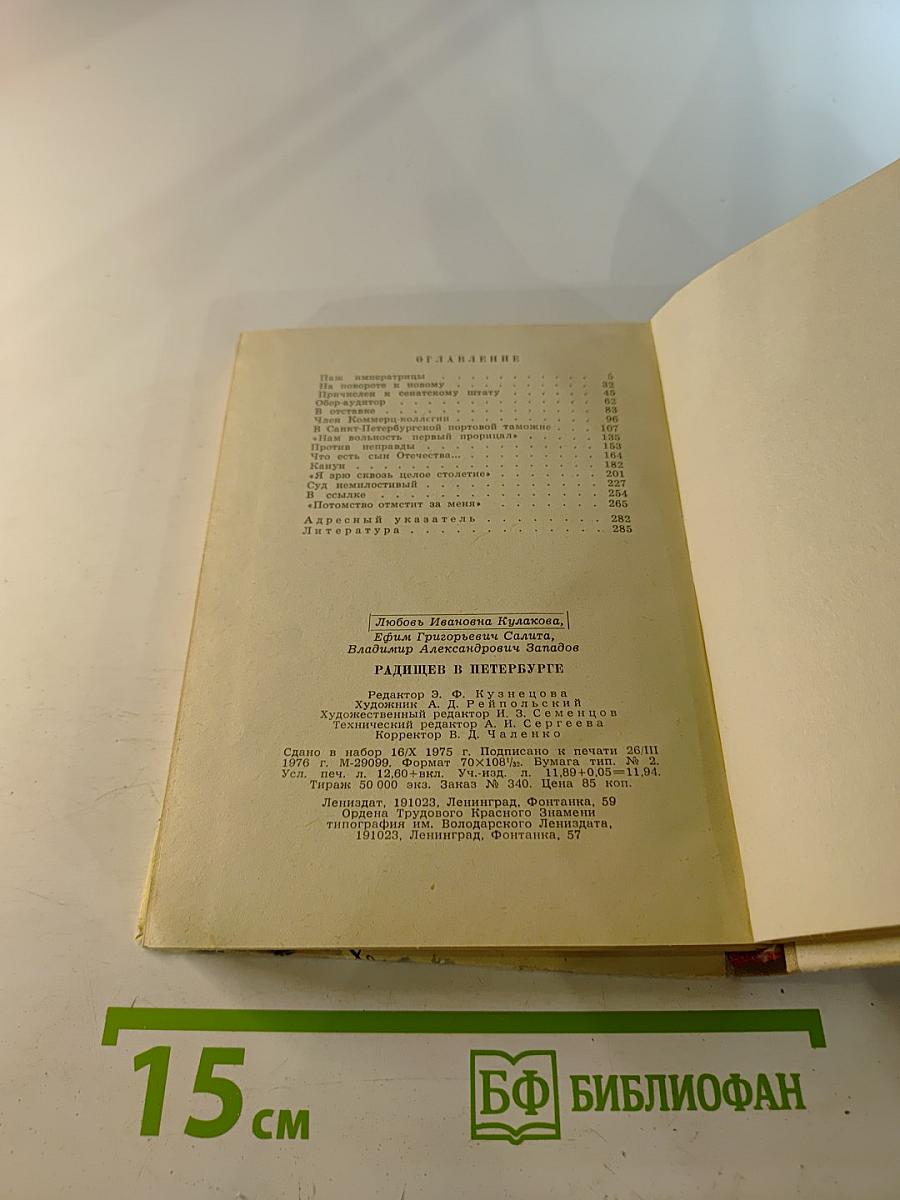 ОГЛАВЛЕНИЕ
Паж императрицы . . . . . . . . . . . 5
На повороте к новому . . . . . . . . . . 32
Причислен к сенатскому штату . . . . . . . 45
Обер-аудитор . . . . . . . . . . . . . 62
В отставке . . . . . . . . . . . . . . 83
Член Коммерц-коллегии . . . . . . . . . . 96
В Санкт-Петербургской портовой таможне . . . 107
«Нам вольность первый прорицал» . . . . . 135
Против неправды . . . . . . . . . . . . 153
Что есть сын Отечества... . . . . . . . . . 164
Канун . . . . . . . . . . . . . . . . 182
«Я зрю сквозь целое столетие» . . . . . . . 201
Суд немилостивый . . . . . . . . . . . . 227
В ссылке . . . . . . . . . . . . . . . 254
«Потомство отмстит за меня» . . . . . . . 265
Адресный указатель . . . . . . . . 282
Литература . . . . . . . . . . . . . 285
Любовь Ивановна Кулакова,
Ефим Григорьевич Салита,
Владимир Александрович Западов
РАДИЩЕВ В ПЕТЕРБУРГЕ
Редактор Э. Ф. Кузнецова
Художник А. Д. Рейпольский
Художественный редактор И. З. Семенцов
Технический редактор А. И. Сергеева
Корректор В. Д. Чаленко
Сдано в набор 16/X 1975 г. Подписано к печати 26/III
1976 г. М-29099. Формат 70×108¹/₃₂. Бумага тип. № 2.
Усл. печ. л. 12,60+вкл. Уч.-изд. л. 11,89+0,05=11,94.
Тираж 50 000 экз. Заказ № 340. Цена 85 коп.
Лениздат, 191023, Ленинград, Фонтанка, 59
Ордена Трудового Красного Знамени
типография им. Володарского Лениздата,
191023, Ленинград, Фонтанка, 57
15 см
БФ БИБЛИОФАН